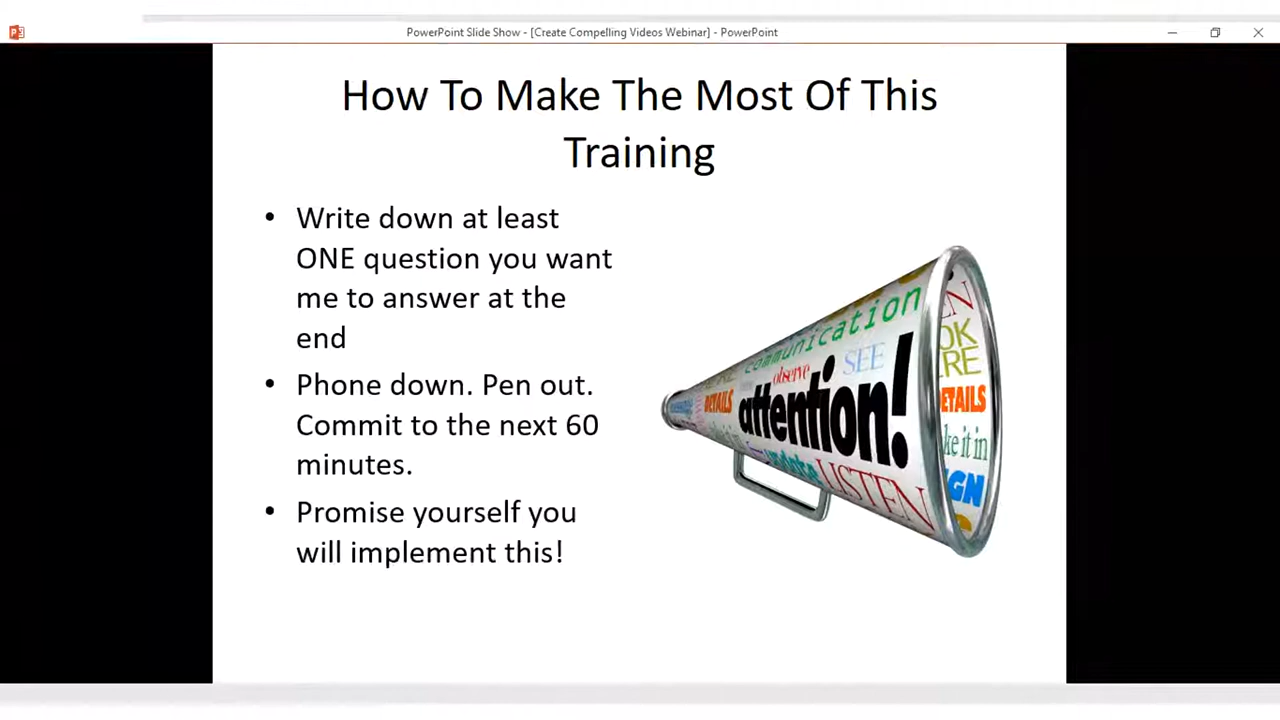 PowerPoint Slide Show - [Create Compelling Videos Webinar] - PowerPoint
How To Make The Most Of This
Training
• Write down at least
ONE question you want
me to answer at the
end
• Phone down. Pen out.
Commit to the next 60
minutes.
• Promise yourself you
will implement this!
communication
observe
SEE
DETAILS
attention!
update
LISTEN
DETAILS